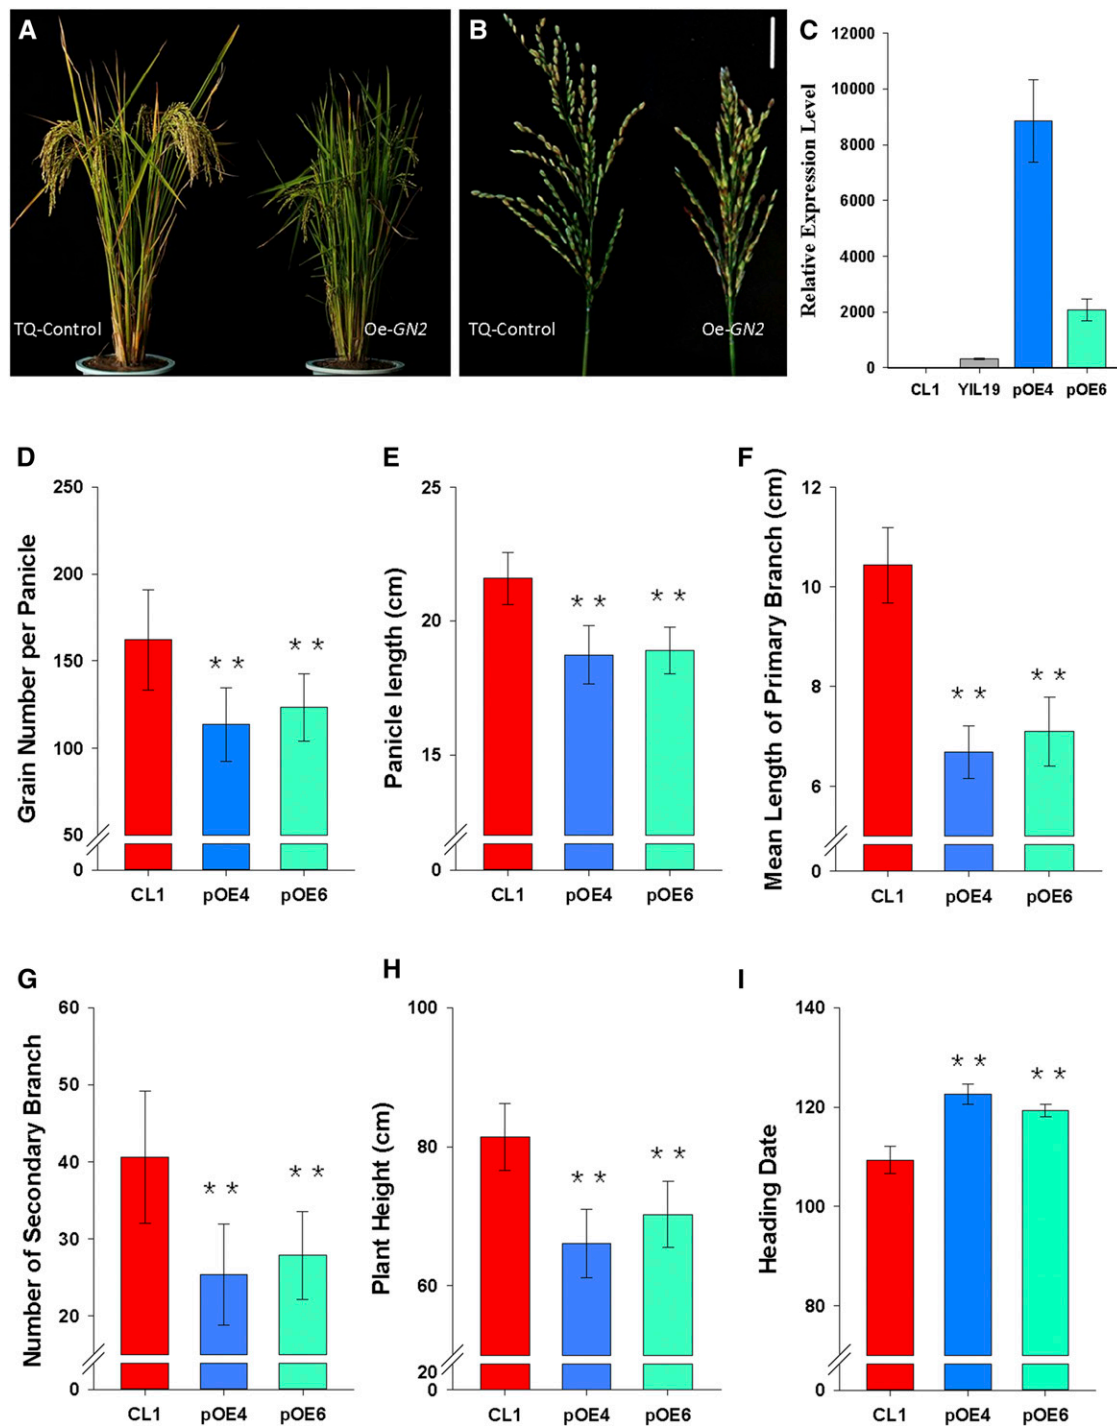 A
TQ-Control
Oe-GN2
B
TQ-Control
Oe-GN2
C
Relative Expression Level
12000
10000
8000
6000
4000
2000
0
CL1 YIL19 pOE4 pOE6
D
Grain Number per Panicle
250
200
150
100
50
0
* *
* *
CL1 pOE4 pOE6
E
Panicle length (cm)
25
20
15
0
* *
* *
CL1 pOE4 pOE6
F
Mean Length of Primary Branch (cm)
12
10
8
6
0
* *
* *
CL1 pOE4 pOE6
G
Number of Secondary Branch
60
50
40
30
20
0
* *
* *
CL1 pOE4 pOE6
H
Plant Height (cm)
100
80
60
20
0
* *
* *
CL1 pOE4 pOE6
I
Heading Date
140
120
100
80
0
* *
* *
CL1 pOE4 pOE6